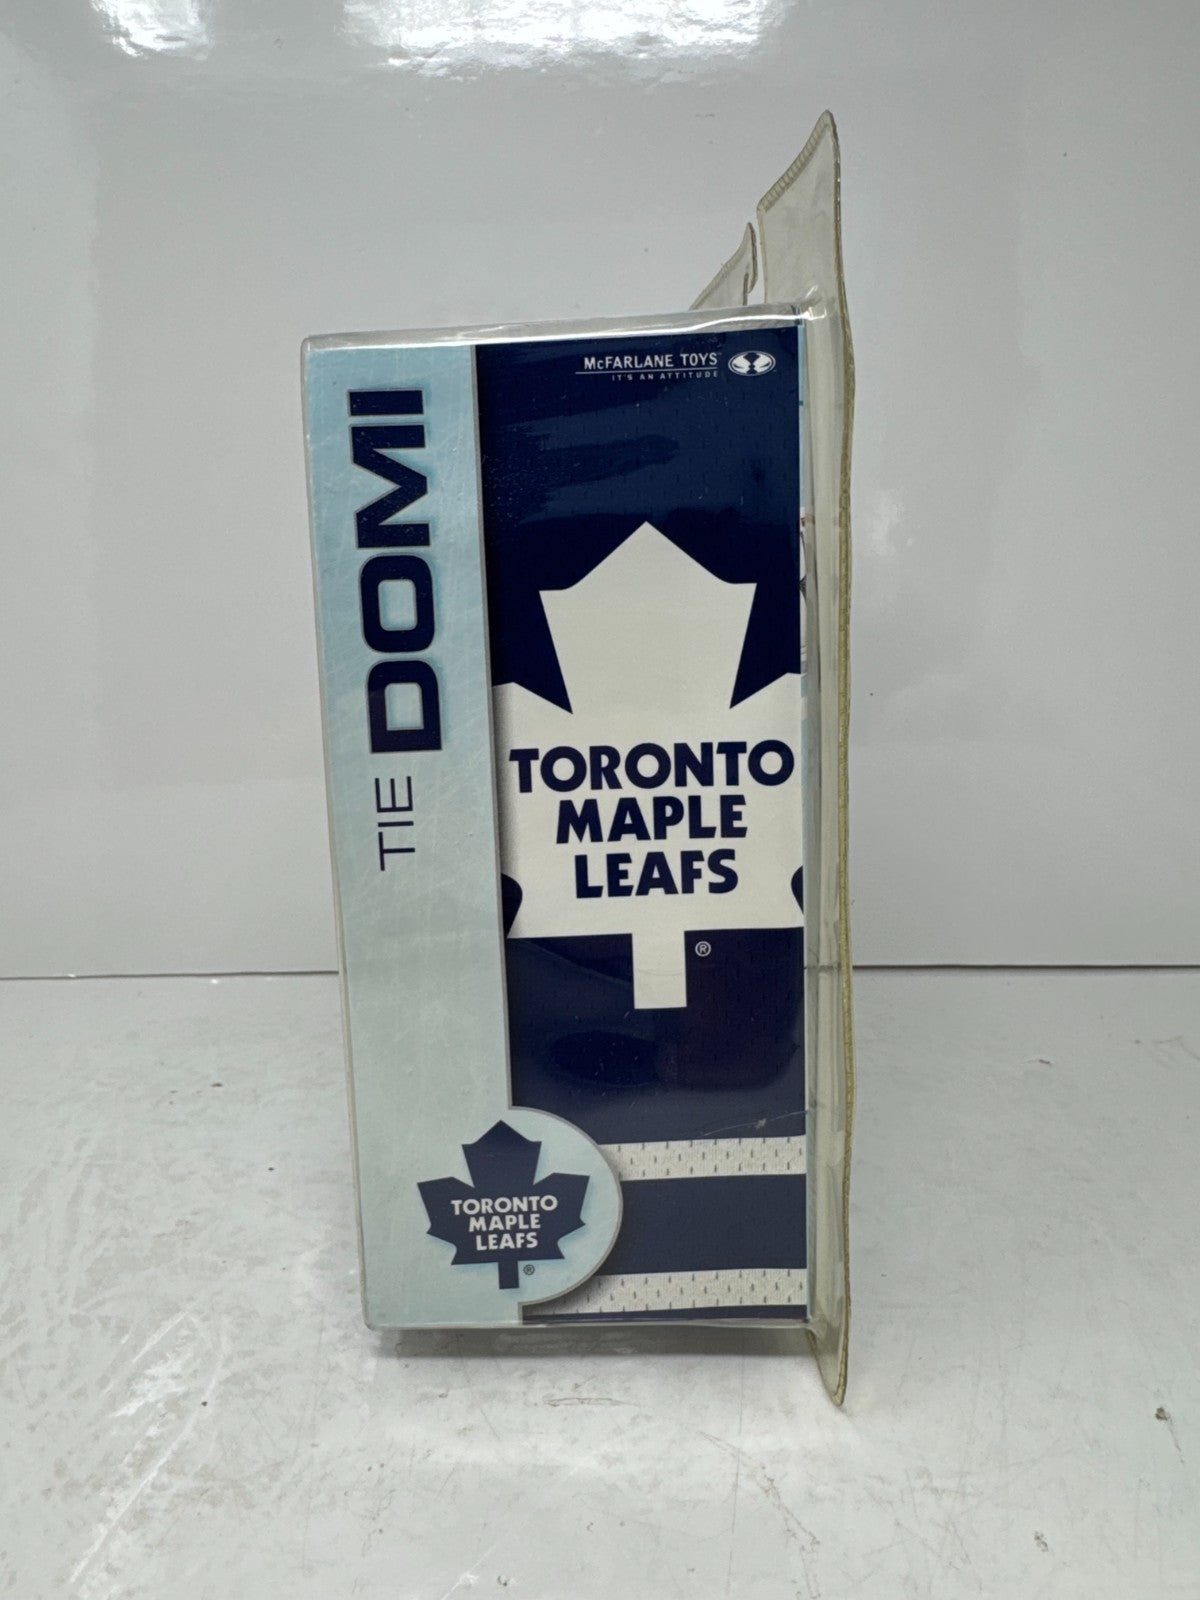 McFARLANE TOYS
IT'S AN ATTITUDE
TIE DOMI
TORONTO
MAPLE
LEAFS
®
TORONTO
MAPLE
LEAFS
®